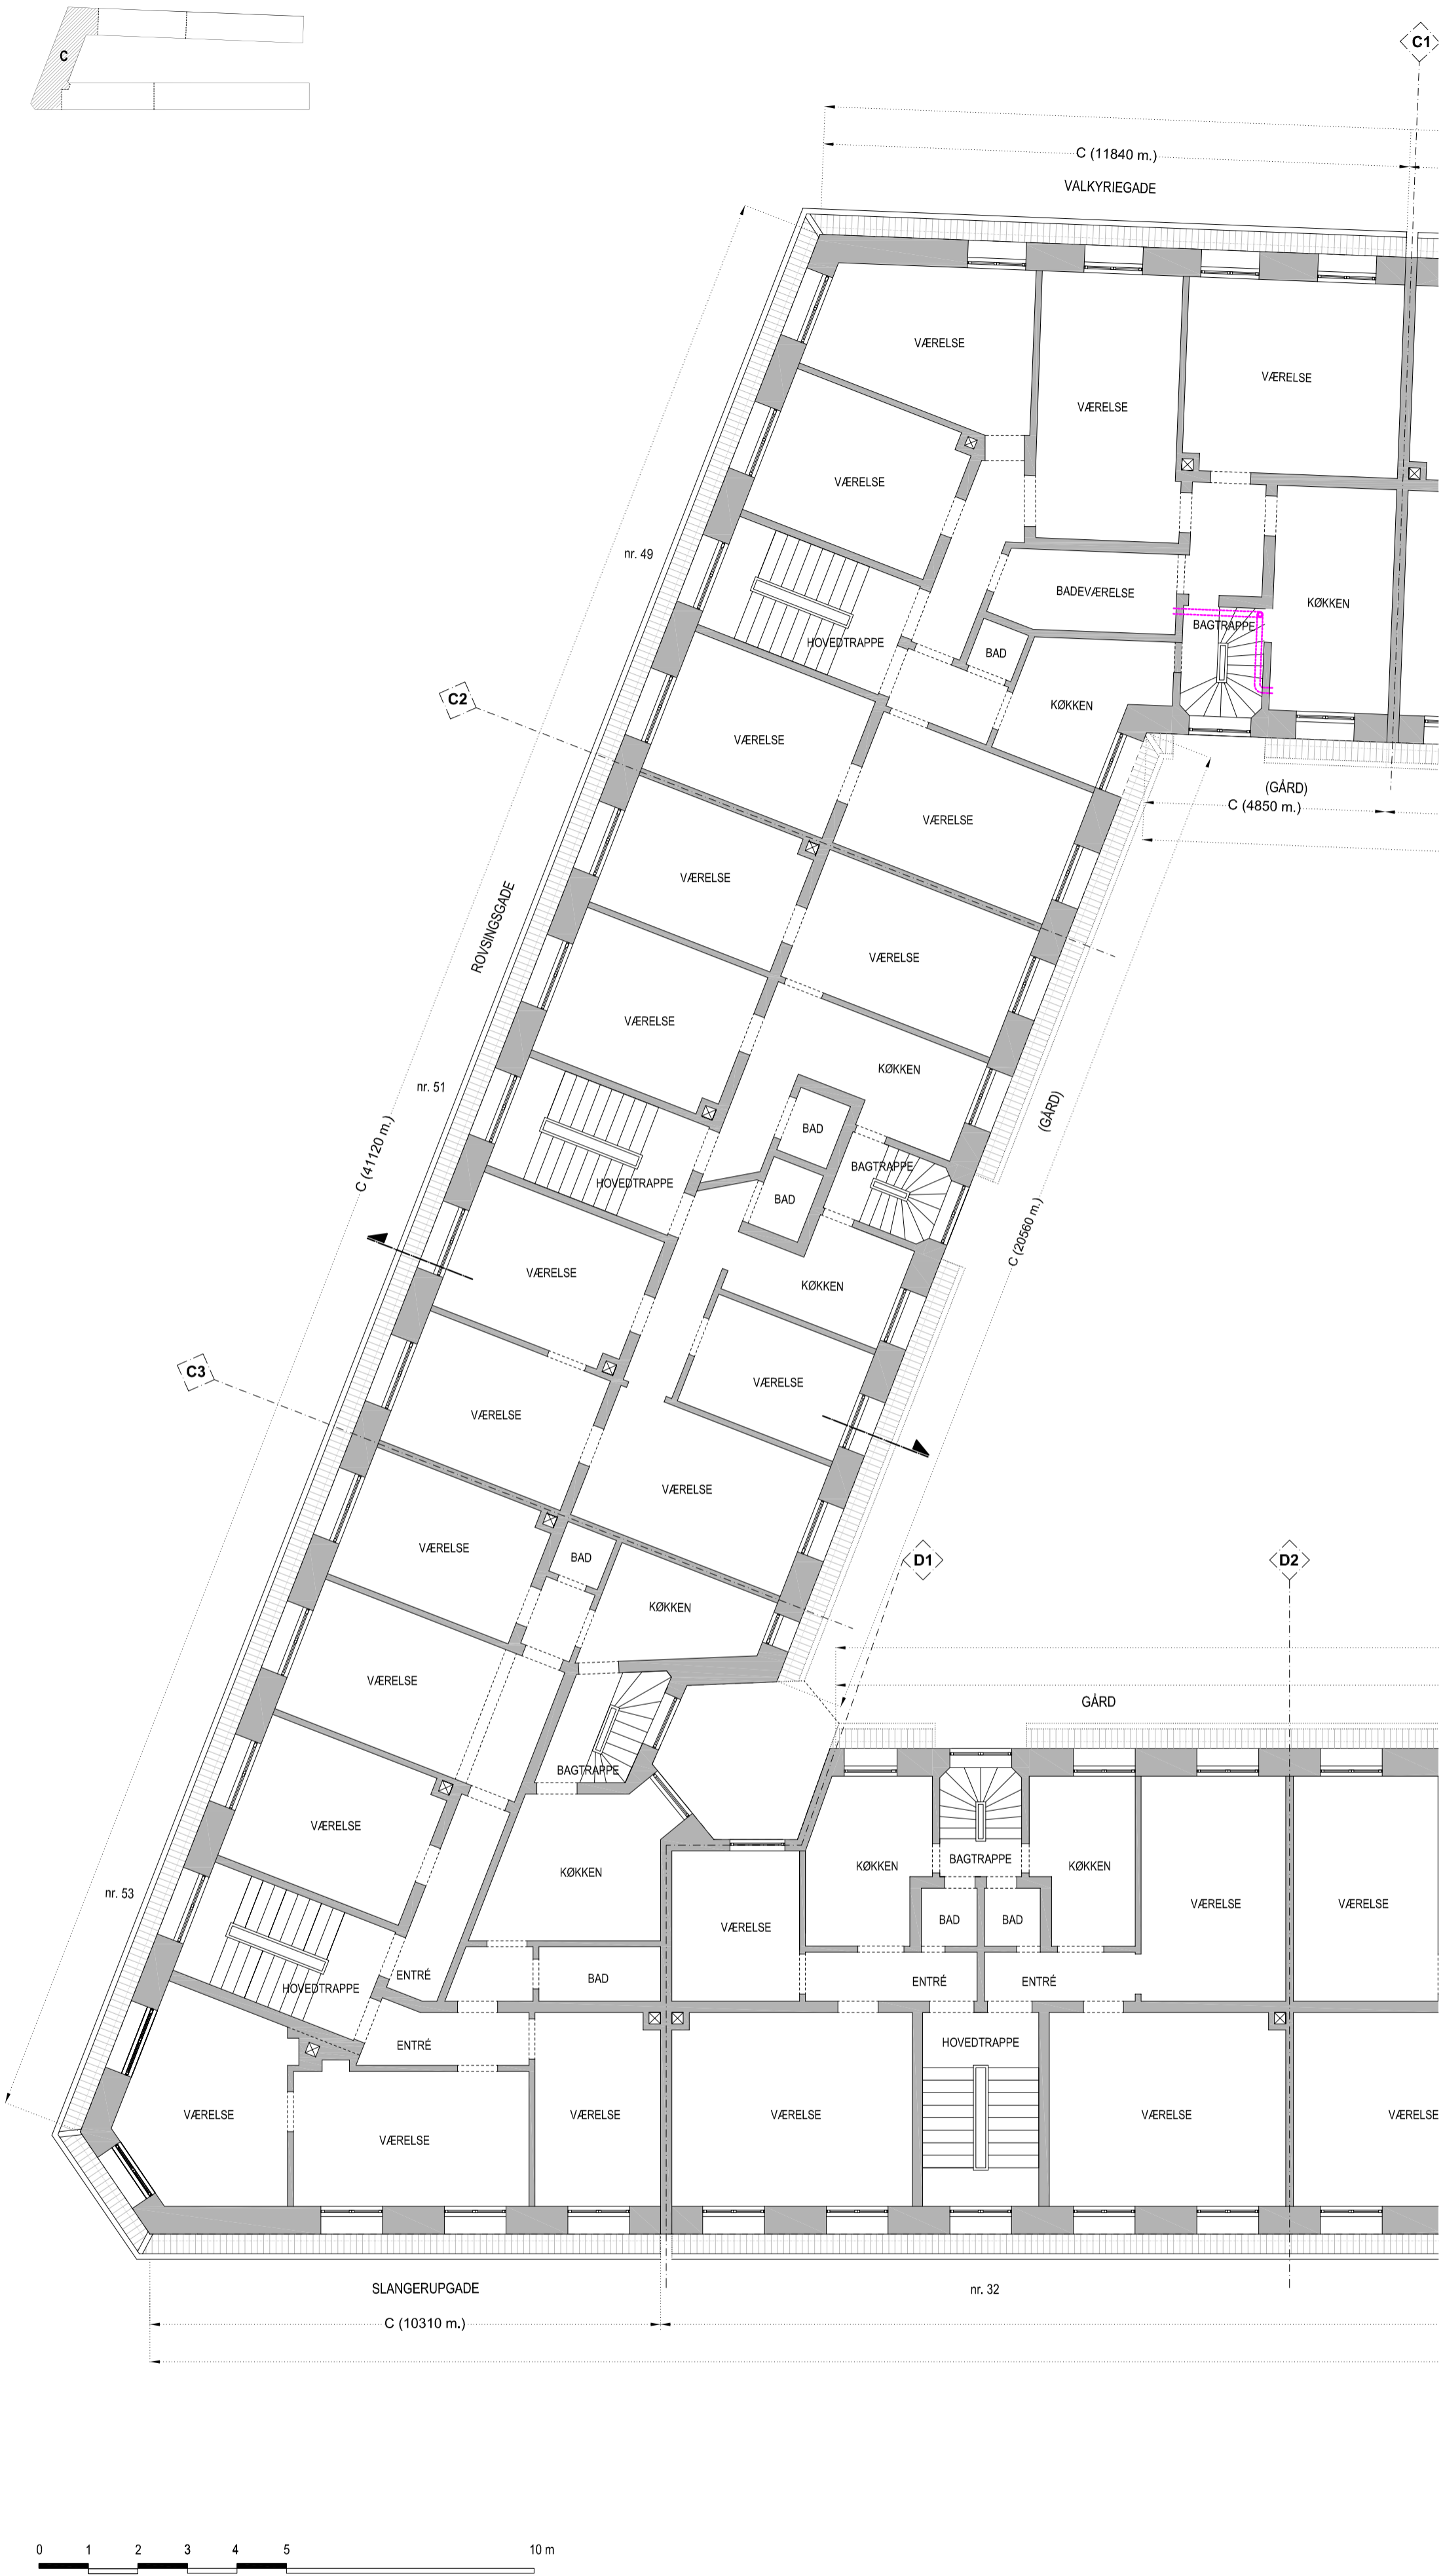 C
C1
C (11840 m.)
VALKYRIEGADE
VÆRELSE
VÆRELSE
VÆRELSE
VÆRELSE
nr. 49
BADEVÆRELSE
KØKKEN
BAGTRAPPE
HOVEDTRAPPE
BAD
C2
KØKKEN
VÆRELSE
(GÅRD)
C (4850 m.)
VÆRELSE
VÆRELSE
ROVSINGSGADE
VÆRELSE
VÆRELSE
KØKKEN
nr. 51
(GÅRD)
BAD
C (41120 m.)
BAGTRAPPE
HOVEDTRAPPE
BAD
C (20560 m.)
VÆRELSE
KØKKEN
C3
VÆRELSE
VÆRELSE
VÆRELSE
VÆRELSE
BAD
D1
D2
KØKKEN
VÆRELSE
GÅRD
BAGTRAPPE
VÆRELSE
KØKKEN
KØKKEN
BAGTRAPPE
KØKKEN
nr. 53
VÆRELSE
VÆRELSE
VÆRELSE
BAD
BAD
ENTRÉ
BAD
ENTRÉ
ENTRÉ
HOVEDTRAPPE
ENTRÉ
HOVEDTRAPPE
VÆRELSE
VÆRELSE
VÆRELSE
VÆRELSE
VÆRELSE
VÆRELSE
SLANGERUPGADE
nr. 32
C (10310 m.)
0 1 2 3 4 5 10 m